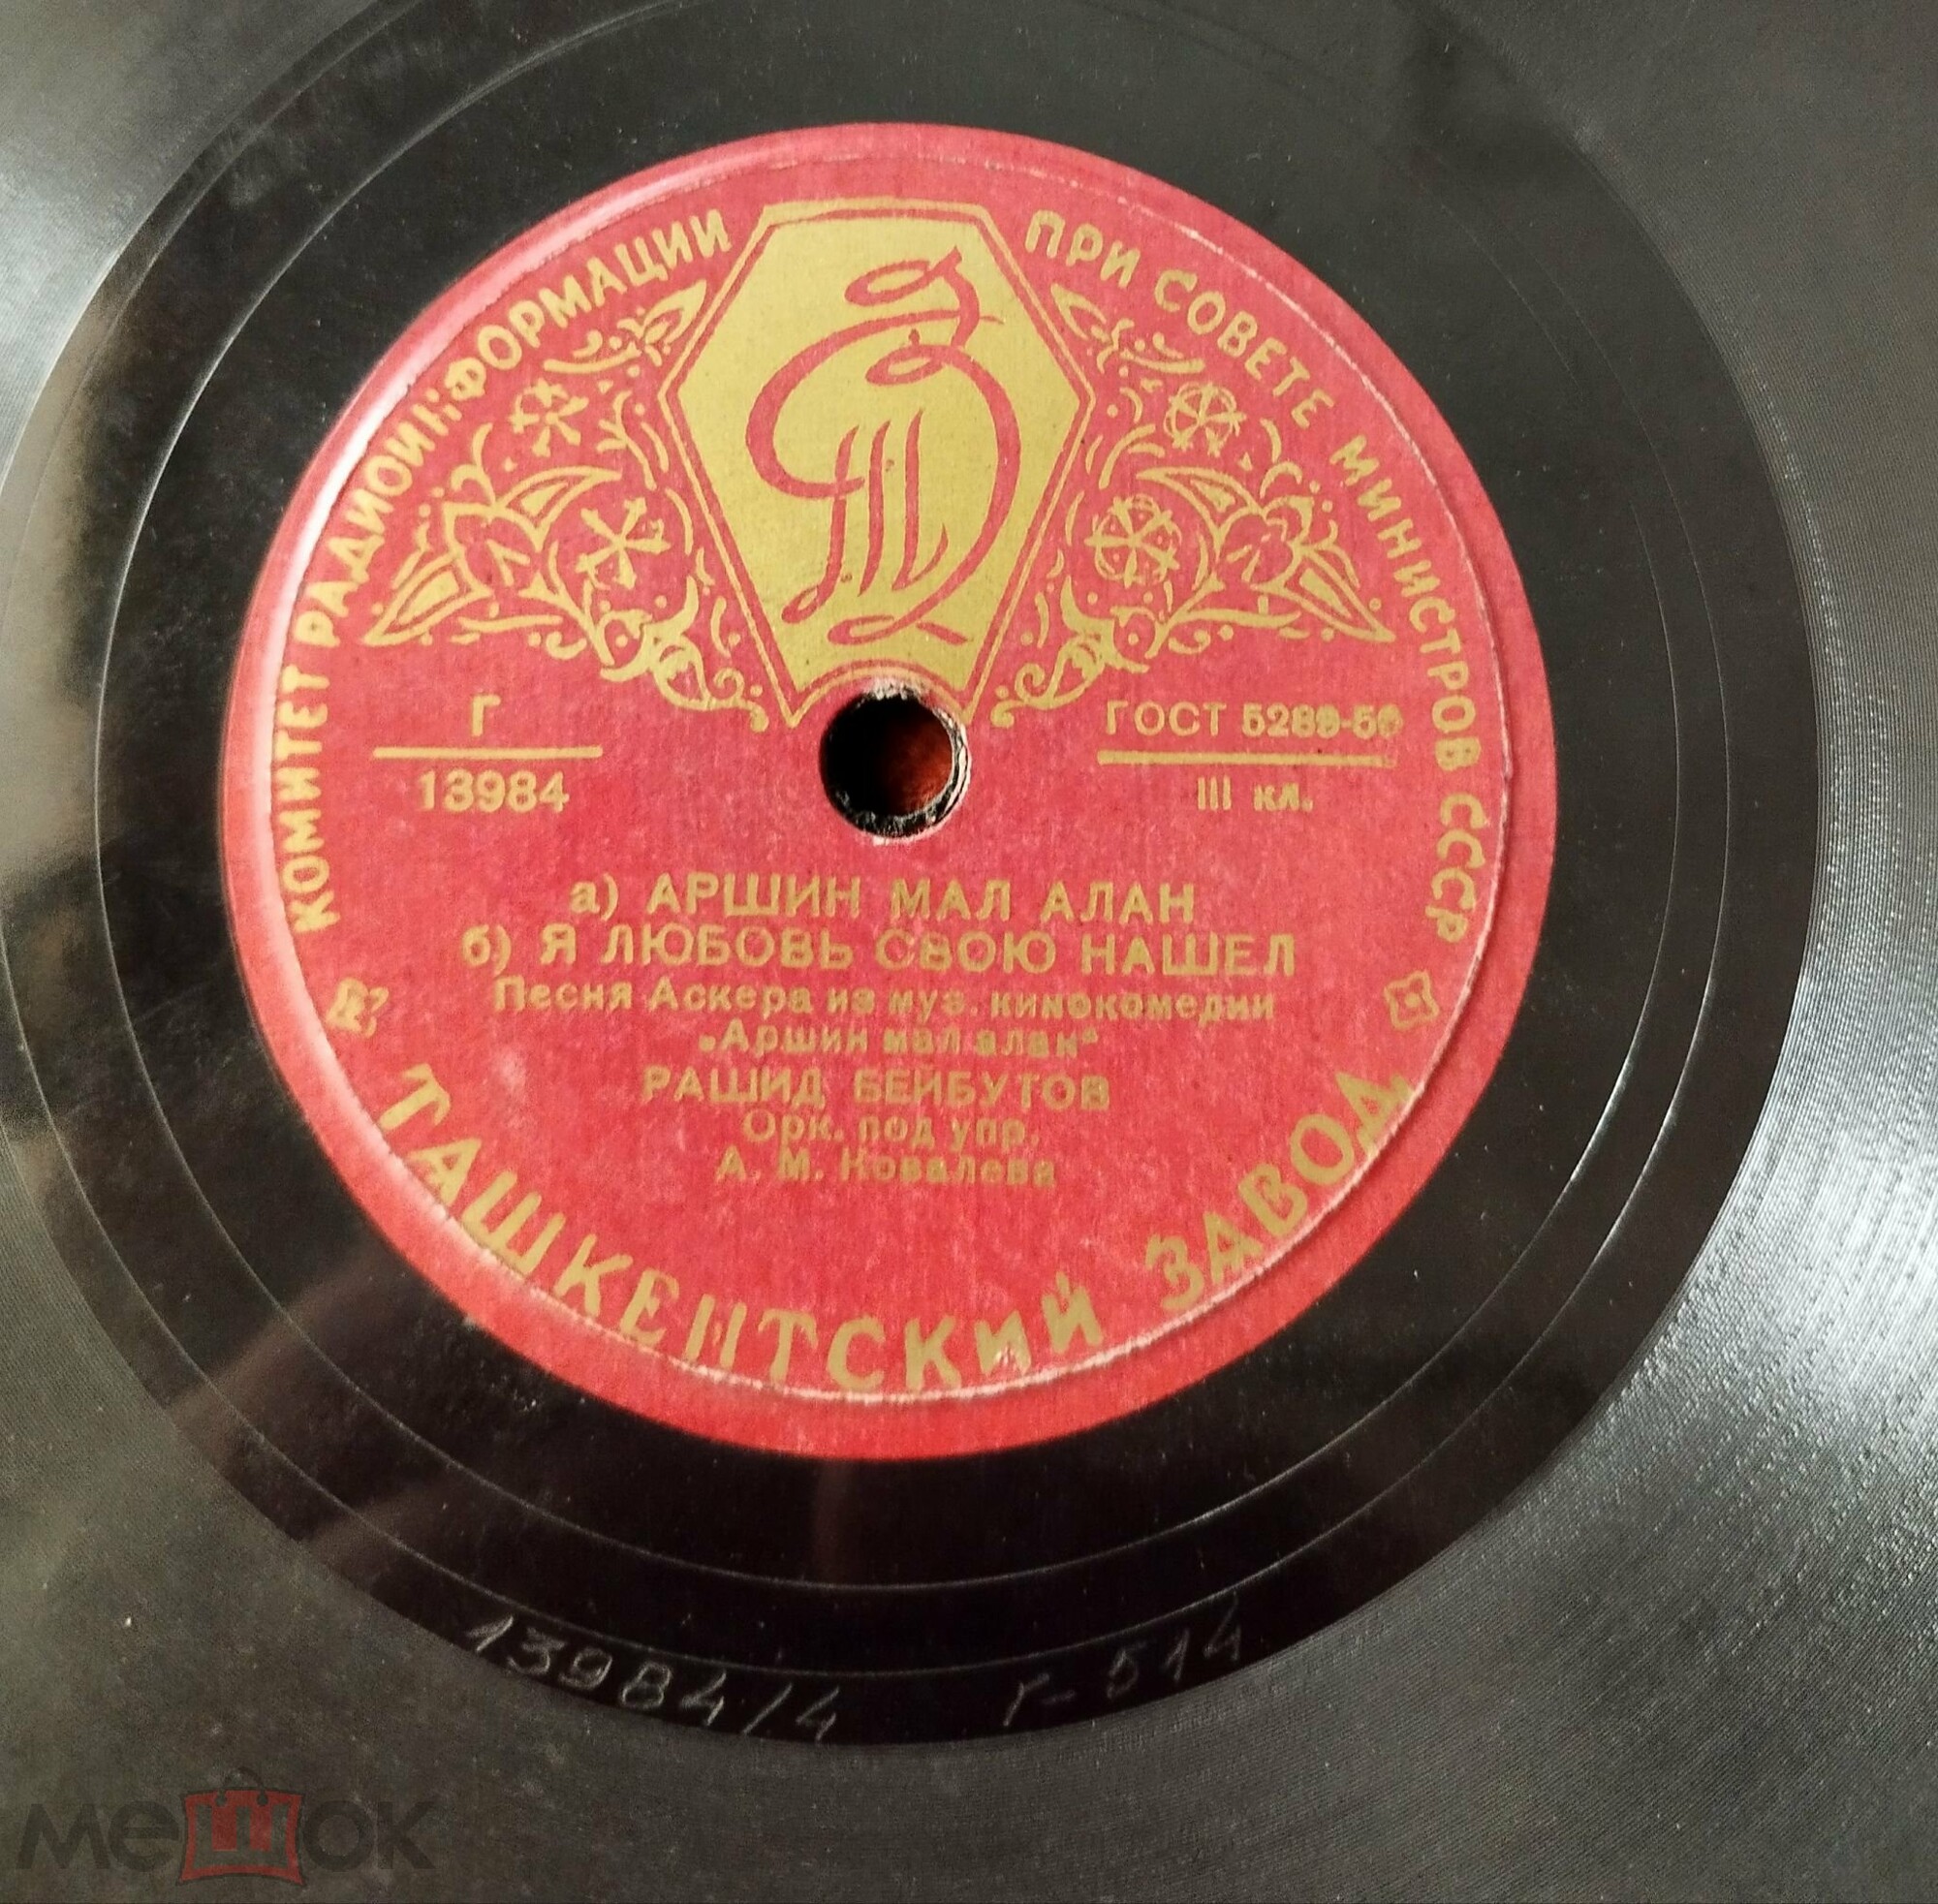 КОМИТЕТ РАДИОИНФОРМАЦИИ ПРИ СОВЕТЕ МИНИСТРОВ СССР
Г
13984
ГОСТ 5289-50
III кл.
а) АРШИН МАЛ АЛАН
б) Я ЛЮБОВЬ СВОЮ НАШЕЛ
Песня Аскера из муз. кинокомедии
„Аршин мал алан“
РАШИД БЕЙБУТОВ
Орк. под упр.
А. М. Ковалева
ТАШКЕНТСКИЙ ЗАВОД
13984/4 Г-514
мешок